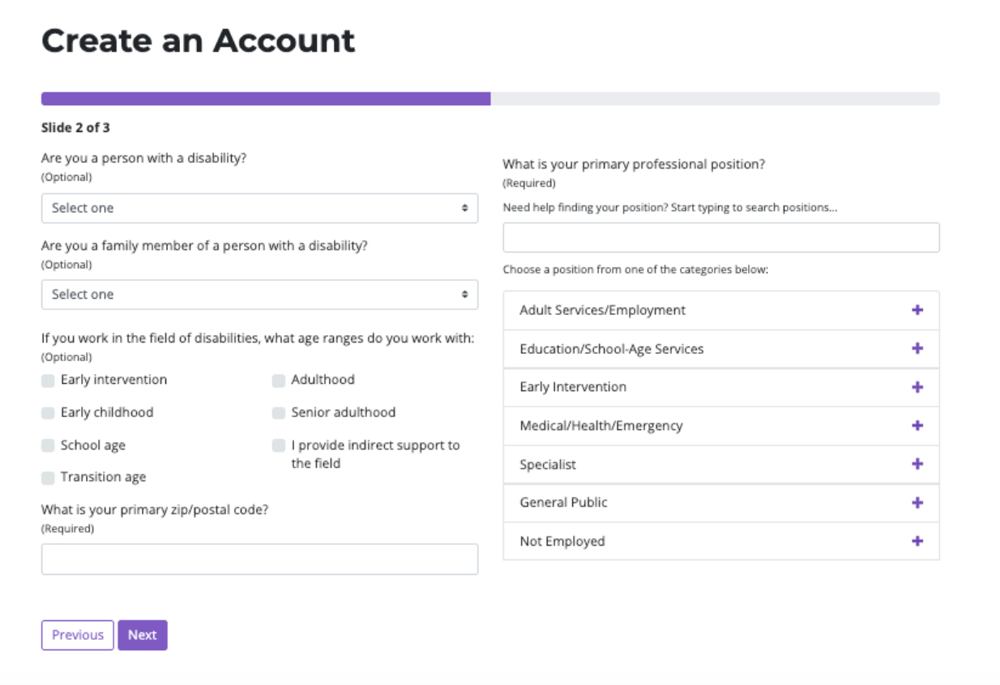 Create an Account
Slide 2 of 3
Are you a person with a disability?
(Optional)
Select one
Are you a family member of a person with a disability?
(Optional)
Select one
If you work in the field of disabilities, what age ranges do you work with:
(Optional)
Early intervention
Early childhood
School age
Transition age
Adulthood
Senior adulthood
I provide indirect support to
the field
What is your primary zip/postal code?
(Required)
What is your primary professional position?
(Required)
Need help finding your position? Start typing to search positions...
Choose a position from one of the categories below:
Adult Services/Employment
Education/School-Age Services
Early Intervention
Medical/Health/Emergency
Specialist
General Public
Not Employed
Previous
Next